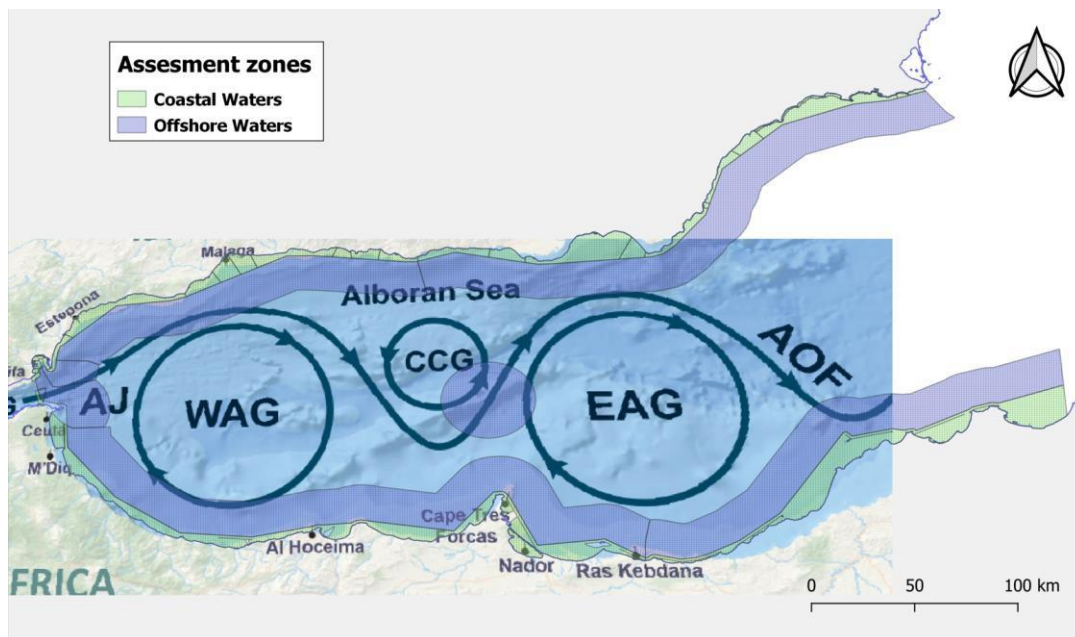 Assesment zones
Coastal Waters
Offshore Waters
Malaga
Alboran Sea
Estepona
CCG
AOF
AJ
WAG
EAG
Ceuta
M'Diq
Cape Tres
Forcas
Al Hoceima
Nador
Ras Kebdana
FRICA
0 50 100 km